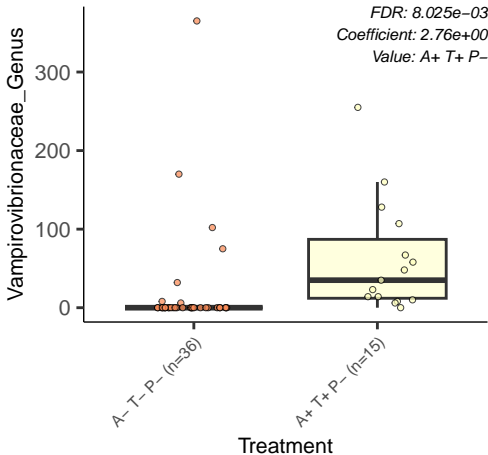 FDR: 8.025e−03
Coefficient: 2.76e+00
Value: A+ T+ P−
Vampirovibrionaceae_Genus
300
200
100
0
A− T− P− (n=36)
A+ T+ P− (n=15)
Treatment